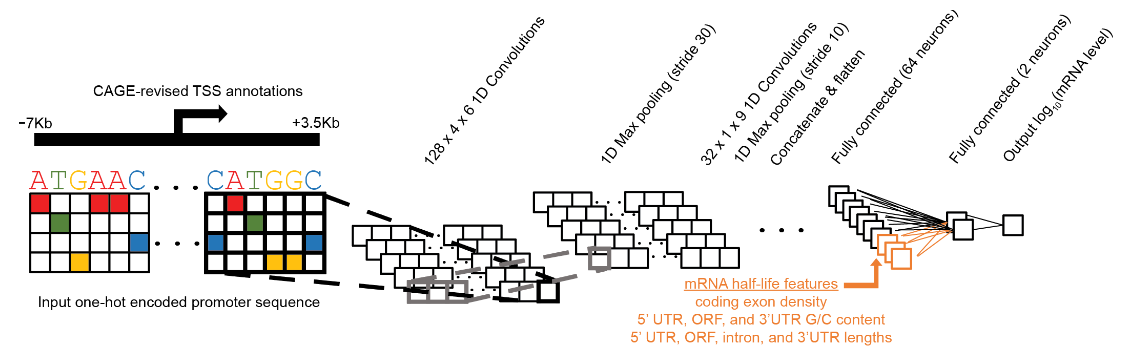 CAGE-revised TSS annotations
−7Kb
+3.5Kb
ATGAAC...CATGGC
Input one-hot encoded promoter sequence
128 x 4 x 6 1D Convolutions
1D Max pooling (stride 30)
32 x 1 x 9 1D Convolutions
1D Max pooling (stride 10)
Concatenate & flatten
Fully connected (64 neurons)
Fully connected (2 neurons)
Output log10(mRNA level)
mRNA half-life features
coding exon density
5' UTR, ORF, and 3'UTR G/C content
5' UTR, ORF, intron, and 3'UTR lengths